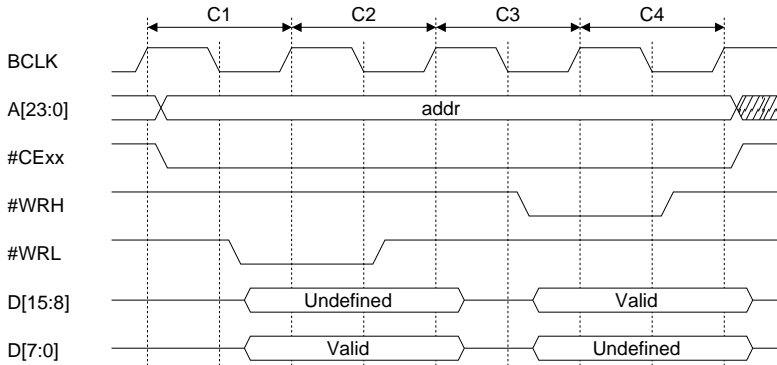 C1 C2 C3 C4
BCLK
A[23:0] addr
#CExx
#WRH
#WRL
D[15:8] Undefined Valid
D[7:0] Valid Undefined